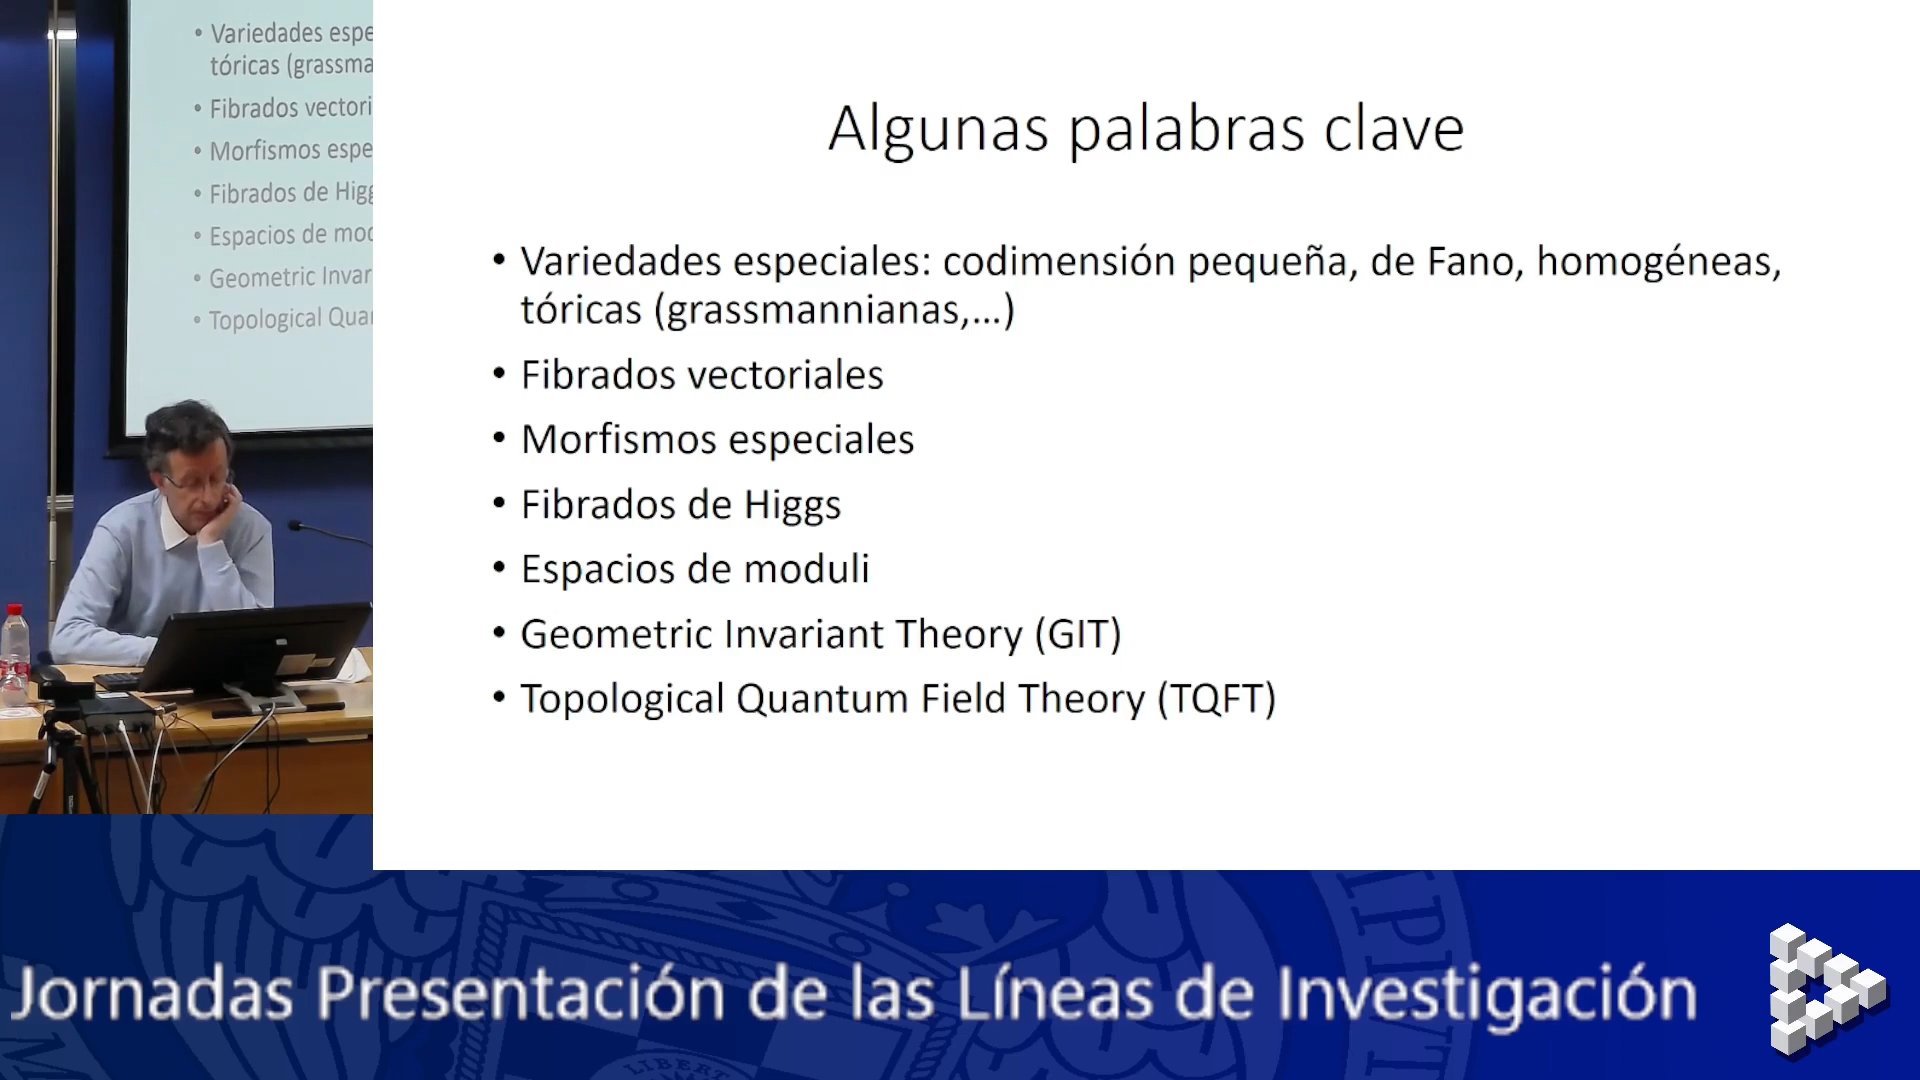 Variedades espe
tóricas (grassma
• Fibrados vectori
• Morfismos espe
• Fibrados de Higg
• Espacios de mod
• Geometric Invar
• Topological Quan
Algunas palabras clave
• Variedades especiales: codimensión pequeña, de Fano, homogéneas,
tóricas (grassmannianas,...)
• Fibrados vectoriales
• Morfismos especiales
• Fibrados de Higgs
• Espacios de moduli
• Geometric Invariant Theory (GIT)
• Topological Quantum Field Theory (TQFT)
Jornadas Presentación de las Líneas de Investigación
LIBERT